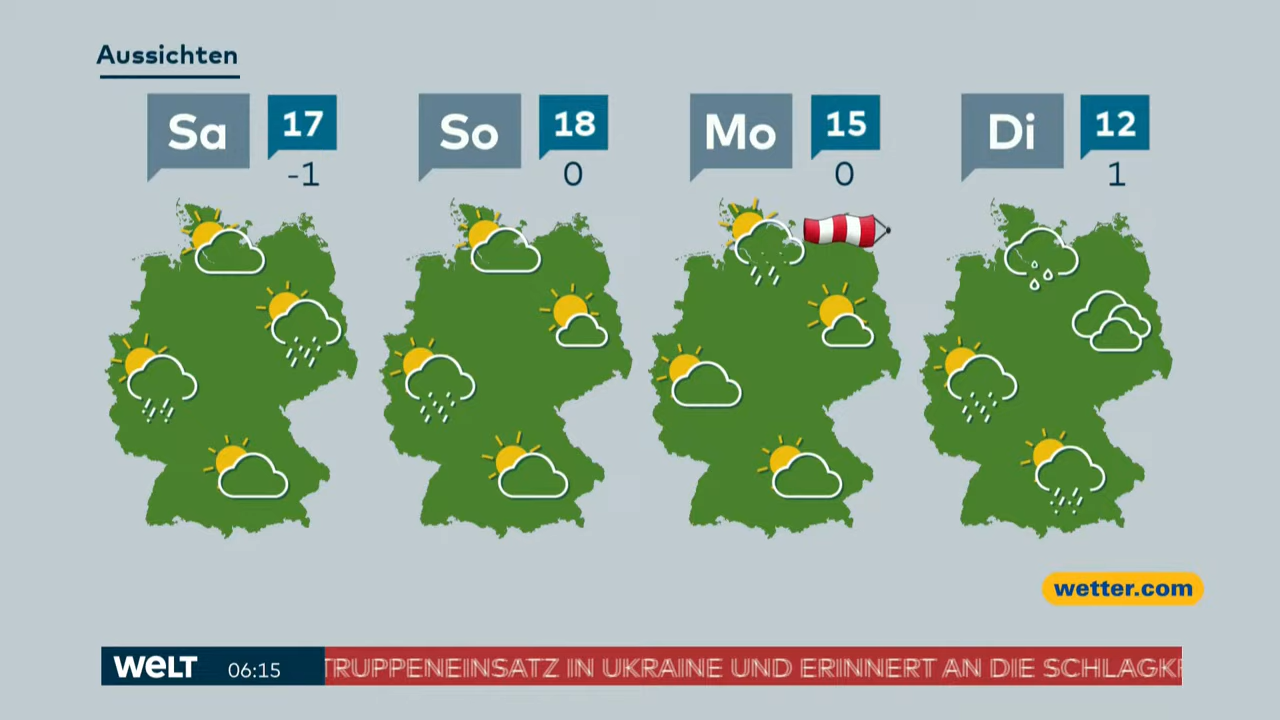 Aussichten
Sa 17 So 18 Mo 15 Di 12
-1 0 0 1
wetter.com
WELT 06:15 TRUPPENEINSATZ IN UKRAINE UND ERINNERT AN DIE